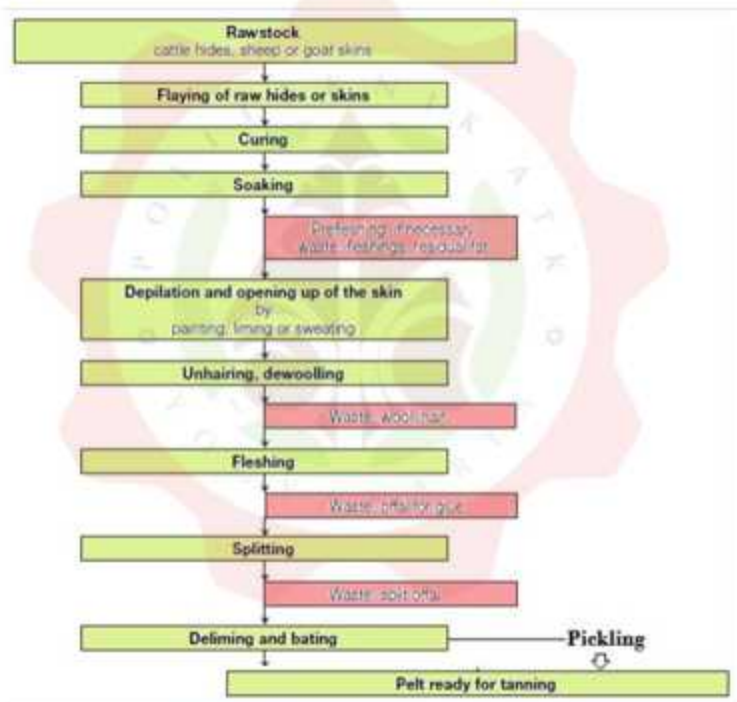 Rawstock
cattle hides, sheep or goat skins
Flaying of raw hides or skins
Curing
Soaking
Prefleshing, if necessary
waste, fleshings, residual fat
Depilation and opening up of the skin
by
painting, liming or sweating
Unhairing, dewoolling
Waste, wool/hair
Fleshing
Waste, offal for glue
Splitting
Waste, split offal
Deliming and bating
Pickling
Pelt ready for tanning